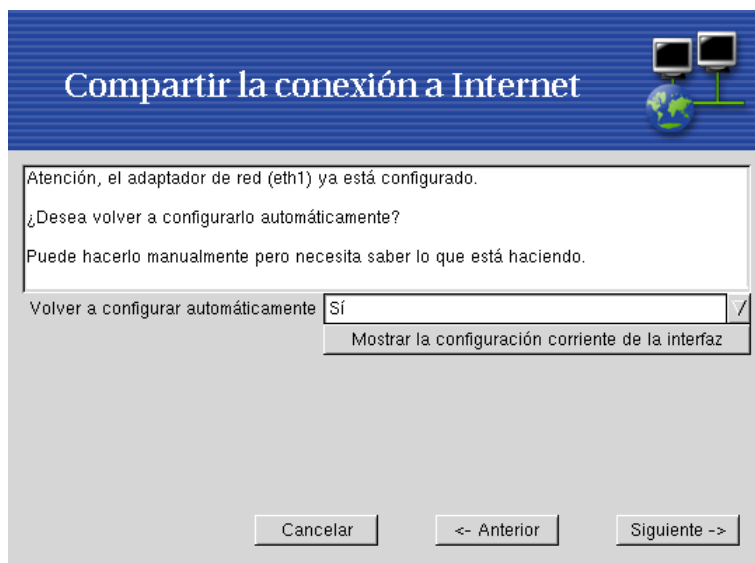 Compartir la conexión a Internet
Atención, el adaptador de red (eth1) ya está configurado.
¿Desea volver a configurarlo automáticamente?
Puede hacerlo manualmente pero necesita saber lo que está haciendo.
Volver a configurar automáticamente Sí
Mostrar la configuración corriente de la interfaz
Cancelar <- Anterior Siguiente ->